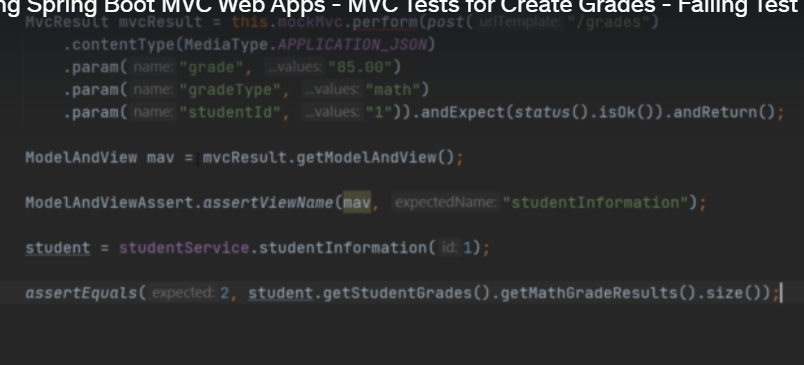 ng Spring Boot MVC Web Apps - MVC Tests for Create Grades - Failing Test
MvcResult mvcResult = this.mockMvc.perform(post( urlTemplate: "/grades")
.contentType(MediaType.APPLICATION_JSON)
.param( name: "grade", ...values: "85.00")
.param( name: "gradeType", ...values: "math")
.param( name: "studentId", ...values: "1")).andExpect(status().isOk()).andReturn();
ModelAndView mav = mvcResult.getModelAndView();
ModelAndViewAssert.assertViewName(mav, expectedName: "studentInformation");
student = studentService.studentInformation( id: 1);
assertEquals( expected: 2, student.getStudentGrades().getMathGradeResults().size());